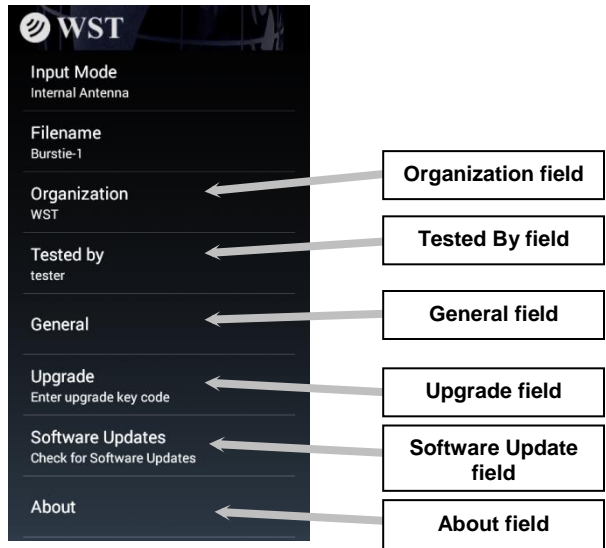 WST
Input Mode
Internal Antenna
Filename
Burstie-1
Organization
WST
Organization field
Tested by
tester
Tested By field
General
General field
Upgrade
Enter upgrade key code
Upgrade field
Software Updates
Check for Software Updates
Software Update
field
About
About field